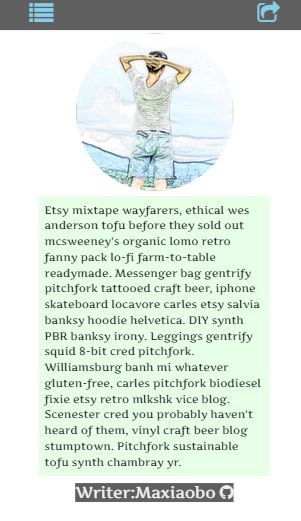 Etsy mixtape wayfarers, ethical wes
anderson tofu before they sold out
mcsweeney's organic lomo retro
fanny pack lo-fi farm-to-table
readymade. Messenger bag gentrify
pitchfork tattooed craft beer, iphone
skateboard locavore carles etsy salvia
banksy hoodie helvetica. DIY synth
PBR banksy irony. Leggings gentrify
squid 8-bit cred pitchfork.
Williamsburg banh mi whatever
gluten-free, carles pitchfork biodiesel
fixie etsy retro mlkshk vice blog.
Scenester cred you probably haven't
heard of them, vinyl craft beer blog
stumptown. Pitchfork sustainable
tofu synth chambray yr.
Writer:Maxiaobo